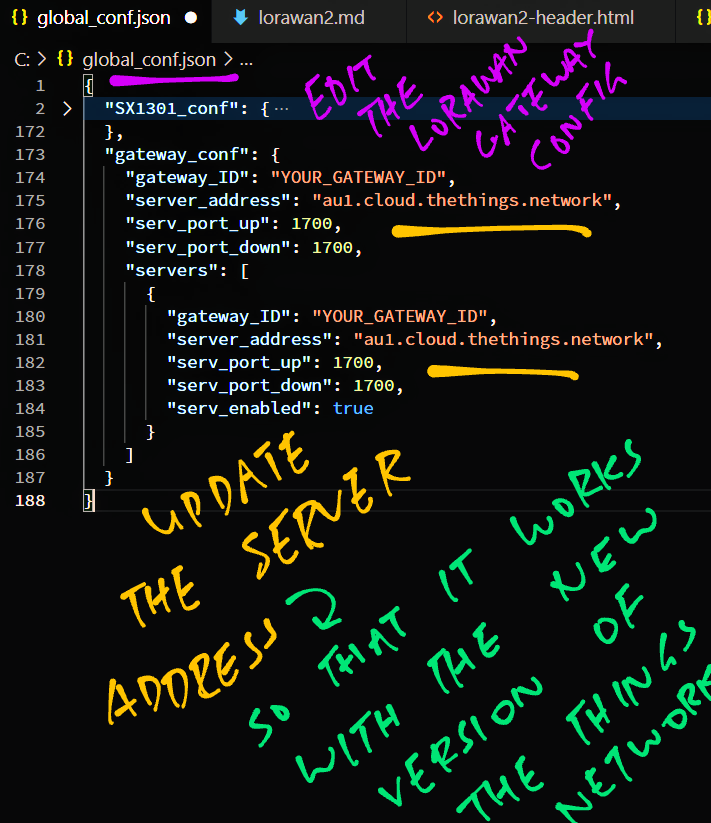 {} global_conf.json ● lorawan2.md <> lorawan2-header.html {}
C: > {} global_conf.json > ...
EDIT THE LORAWAN GATEWAY CONFIG
1 {
2 > "SX1301_conf": { ...
172 },
173 "gateway_conf": {
174 "gateway_ID": "YOUR_GATEWAY_ID",
175 "server_address": "au1.cloud.thethings.network",
176 "serv_port_up": 1700,
177 "serv_port_down": 1700,
178 "servers": [
179 {
180 "gateway_ID": "YOUR_GATEWAY_ID",
181 "server_address": "au1.cloud.thethings.network",
182 "serv_port_up": 1700,
183 "serv_port_down": 1700,
184 "serv_enabled": true
185 }
186 ]
187 }
188 }
UPDATE
THE SERVER
ADDRESS
SO THAT IT WORKS
WITH THE NEW
VERSION OF
THE THINGS
NETWORK